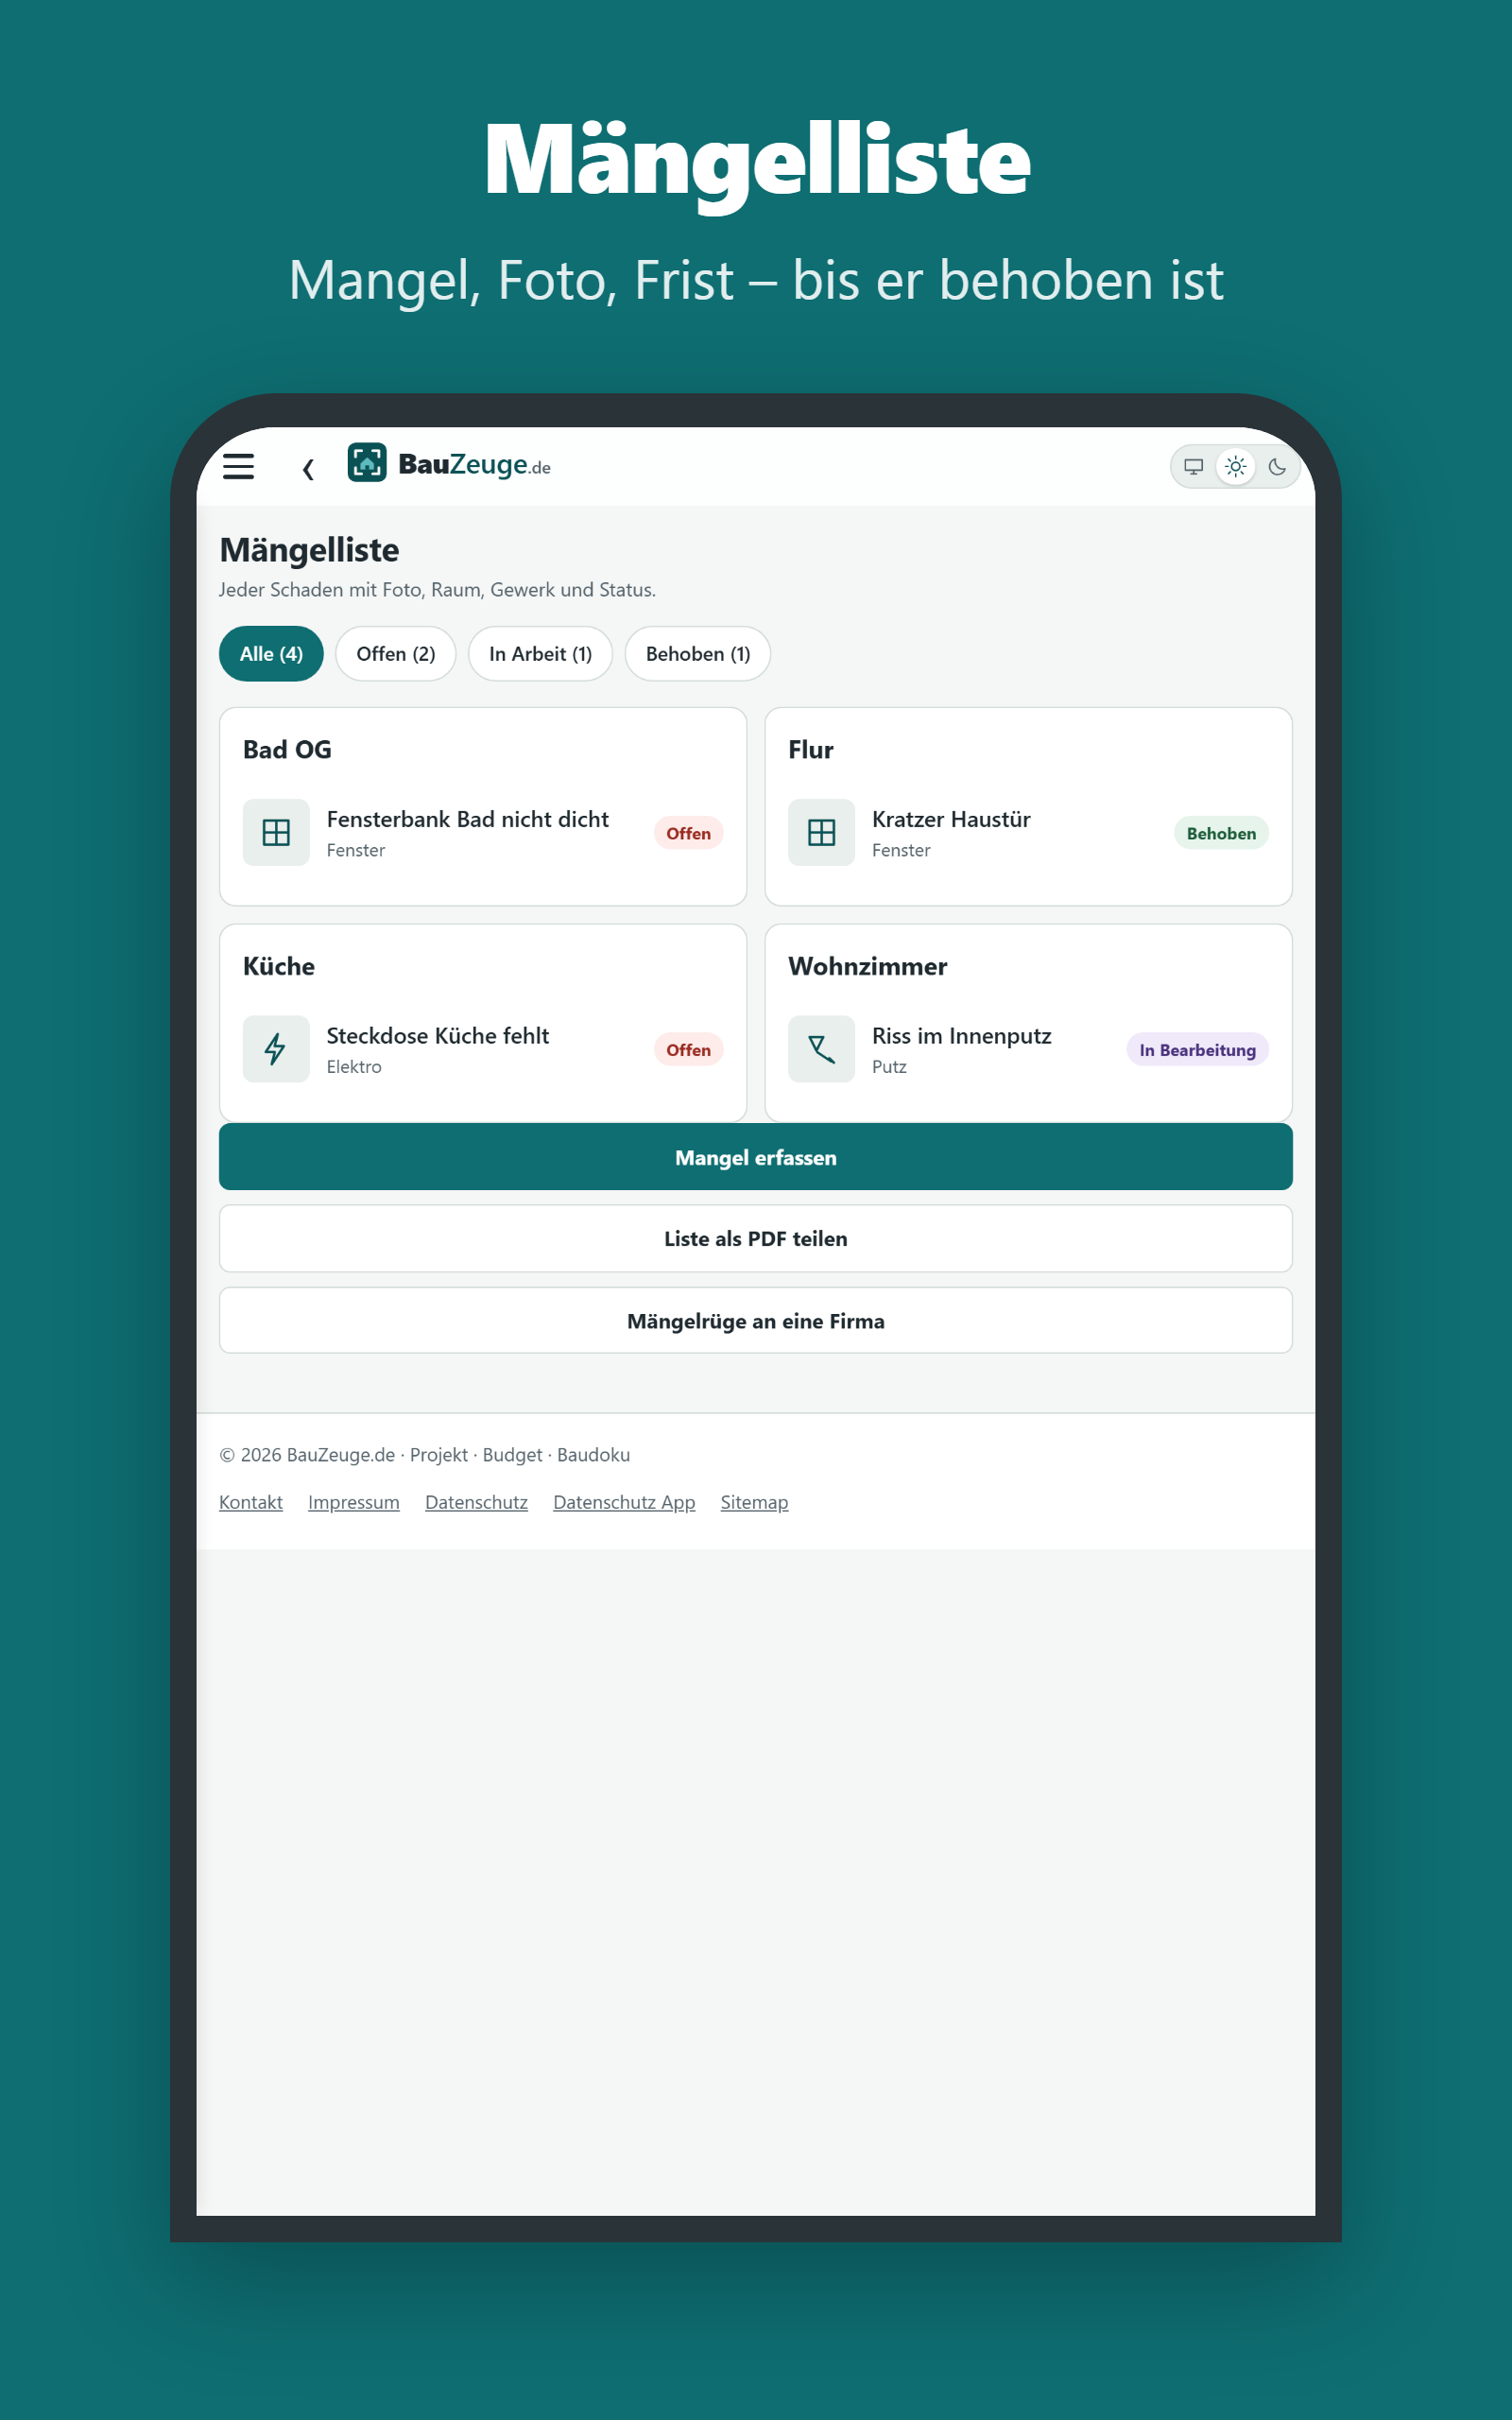 Mängelliste
Mangel, Foto, Frist – bis er behoben ist
BauZeuge.de
Mängelliste
Jeder Schaden mit Foto, Raum, Gewerk und Status.
Alle (4)
Offen (2)
In Arbeit (1)
Behoben (1)
Bad OG
Fensterbank Bad nicht dicht
Fenster
Offen
Flur
Kratzer Haustür
Fenster
Behoben
Küche
Steckdose Küche fehlt
Elektro
Offen
Wohnzimmer
Riss im Innenputz
Putz
In Bearbeitung
Mangel erfassen
Liste als PDF teilen
Mängelrüge an eine Firma
© 2026 BauZeuge.de · Projekt · Budget · Baudoku
Kontakt Impressum Datenschutz Datenschutz App Sitemap